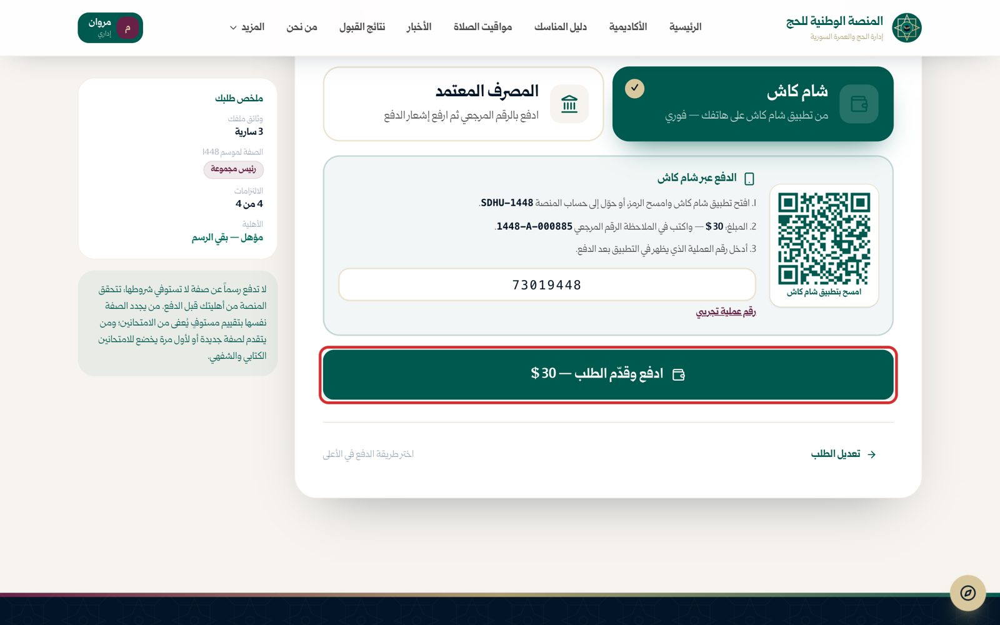 المنصة الوطنية للحج
إدارة الحج والعمرة السورية
الرئيسية
الأكاديمية
دليل المناسك
مواقيت الصلاة
الأخبار
نتائج القبول
من نحن
المزيد
مروان
إداري
م
شام كاش
من تطبيق شام كاش على هاتفك — فوري
المصرف المعتمد
ادفع بالرقم المرجعي ثم ارفع إشعار الدفع
الدفع عبر شام كاش
1. افتح تطبيق شام كاش وامسح الرمز، أو حوّل إلى حساب المنصة SDHU-1448.
2. المبلغ: 30 $ — واكتب في الملاحظة الرقم المرجعي 1448-A-000885.
3. أدخل رقم العملية الذي يظهر في التطبيق بعد الدفع.
73019448
رقم عملية تجريبي
امسح بتطبيق شام كاش
ادفع وقدّم الطلب — 30 $
تعديل الطلب
اختر طريقة الدفع في الأعلى
ملخص طلبك
وثائق ملفك
3 سارية
الصفة لموسم 1448
رئيس مجموعة
الالتزامات
4 من 4
الأهلية
مؤهل — بقي الرسم
لا تدفع رسماً عن صفة لا تستوفي شروطها: تتحقق
المنصة من أهليتك قبل الدفع. من يجدد الصفة
نفسها بتقييم مستوفٍ يُعفى من الامتحانين؛ ومن
يتقدم لصفة جديدة أو لأول مرة يخضع للامتحانين
الكتابي والشفهي.